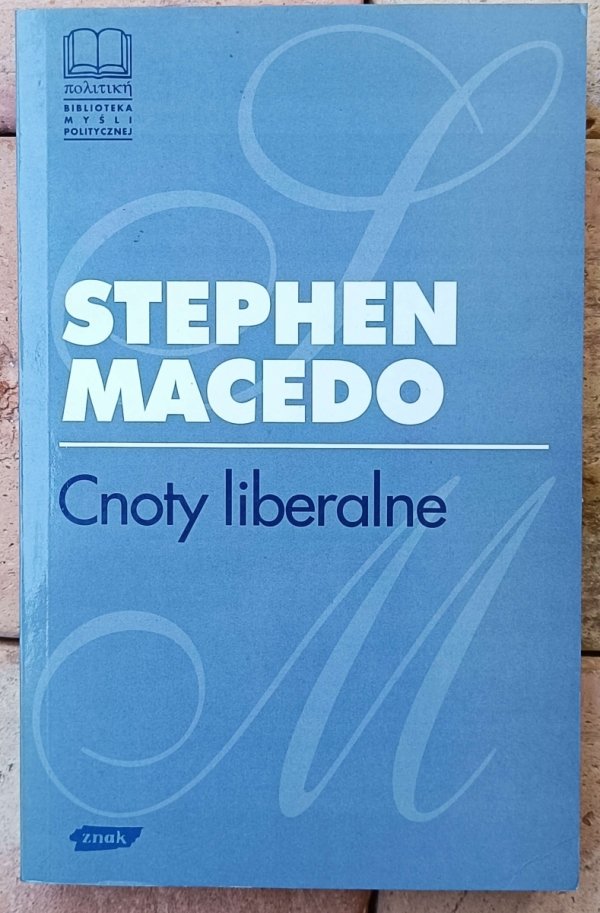 πολιτική
BIBLIOTEKA
MYŚLI
POLITYCZNEJ
STEPHEN
MACEDO
Cnoty liberalne
znak